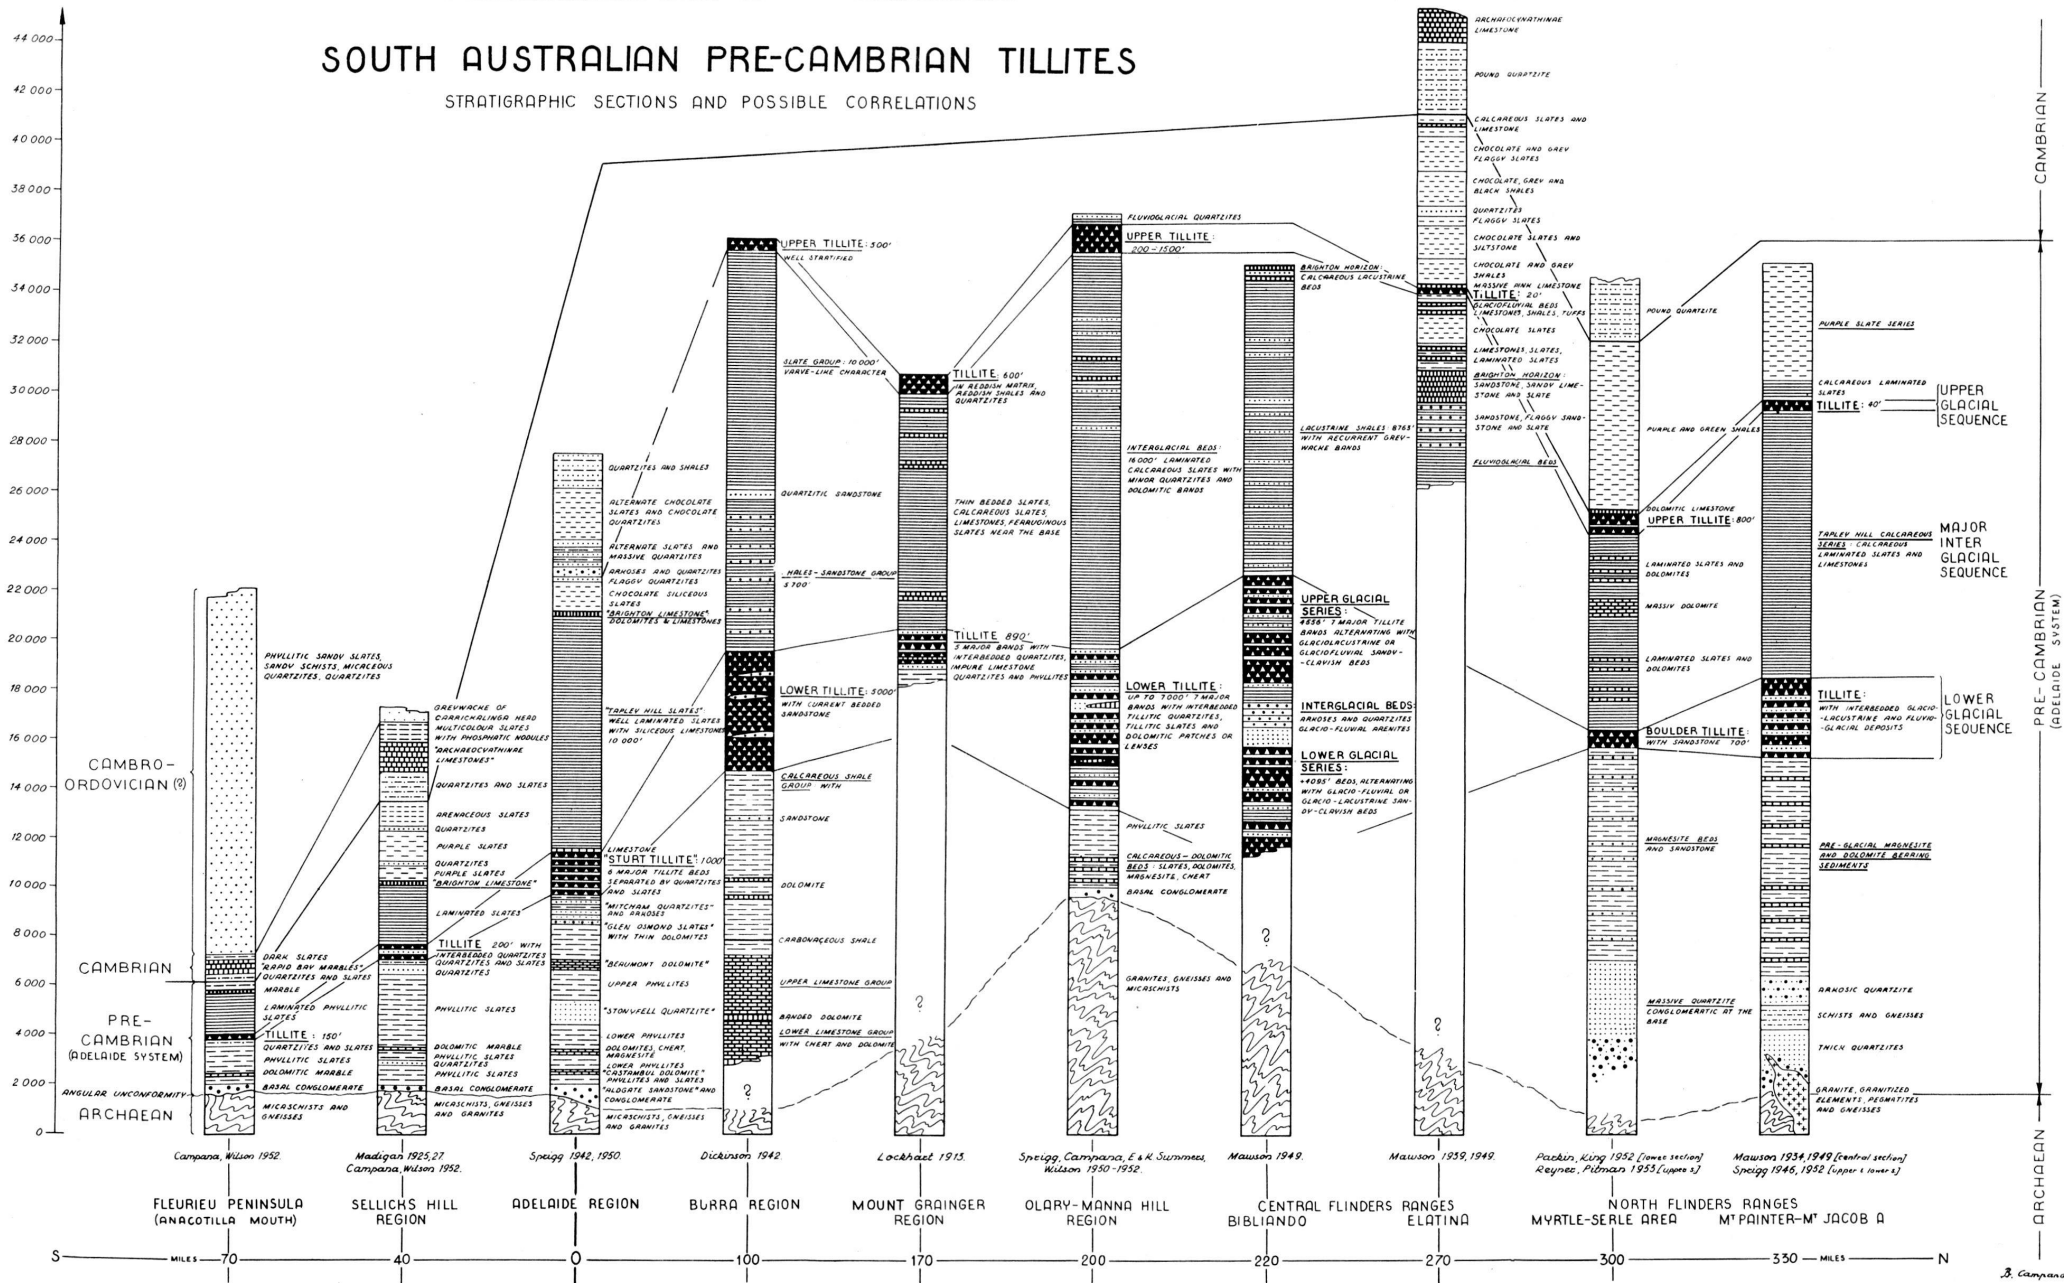 SOUTH AUSTRALIAN PRE-CAMBRIAN TILLITES
STRATIGRAPHIC SECTIONS AND POSSIBLE CORRELATIONS
44 000
42 000
40 000
38 000
36 000
34 000
32 000
30 000
28 000
26 000
24 000
22 000
20 000
18 000
16 000
14 000
12 000
10 000
8 000
6 000
4 000
2 000
0
CAMBRO-
ORDOVICIAN (?)
CAMBRIAN
PRE-
CAMBRIAN
(ADELAIDE SYSTEM)
ANGULAR UNCONFORMITY
ARCHAEAN
PHYLLITIC SANDY SLATES,
SANDY SCHISTS, MICACEOUS
QUARTZITES, QUARTZITES
DARK SLATES
"RAPID BAY MARBLES"
QUARTZITES AND SLATES
MARBLE
LAMINATED PHYLLITIC
SLATES
TILLITE: 150'
QUARTZITES AND SLATES
PHYLLITIC SLATES
DOLOMITIC MARBLE
BASAL CONGLOMERATE
MICASCHISTS AND
GNEISSES
GREYWACKE OF
CARRICKALINGA HEAD
MULTICOLOUR SLATES
WITH PHOSPHATIC NODULES
"ARCHAEOCYATHINAE
LIMESTONES"
QUARTZITES AND SLATES
ARENACEOUS SLATES
QUARTZITES
PURPLE SLATES
QUARTZITES
PURPLE SLATES
"BRIGHTON LIMESTONE"
LAMINATED SLATES
TILLITE 200' WITH
INTERBEDDED QUARTZITES
QUARTZITES AND SLATES
QUARTZITES
PHYLLITIC SLATES
DOLOMITIC MARBLE
PHYLLITIC SLATES
QUARTZITES
PHYLLITIC SLATES
BASAL CONGLOMERATE
MICASCHISTS, GNEISSES
AND GRANITES
QUARTZITES AND SHALES
ALTERNATE CHOCOLATE
SLATES AND CHOCOLATE
QUARTZITES
ALTERNATE SLATES AND
MASSIVE QUARTZITES
ARKOSES AND QUARTZITES
FLAGGY QUARTZITES
CHOCOLATE SILICEOUS
SLATES
"BRIGHTON LIMESTONE":
DOLOMITES & LIMESTONES
"TAPLEY HILL SLATES":
WELL LAMINATED SLATES
WITH SILICEOUS LIMESTONE
10 000'
LIMESTONE
"STURT TILLITE": 1000'
6 MAJOR TILLITE BEDS
SEPARATED BY QUARTZITES
AND SLATES
"MITCHAM QUARTZITES"
AND ARKOSES
"GLEN OSMOND SLATES"
WITH THIN DOLOMITES
"BEAUMONT DOLOMITE"
UPPER PHYLLITES
"STONYFELL QUARTZITE"
LOWER PHYLLITES
DOLOMITES, CHERT,
MAGNESITE
LOWER PHYLLITES
"CASTAMBUL DOLOMITE"
PHYLLITES AND SLATES
"ALDGATE SANDSTONE" AND
CONGLOMERATE
MICASCHISTS, GNEISSES
AND GRANITES
UPPER TILLITE: 500'
WELL STRATIFIED
SLATE GROUP: 10 000'
VARVE-LIKE CHARACTER
QUARTZITIC SANDSTONE
HALES-SANDSTONE GROUP
5 700'
LOWER TILLITE: 5000'
WITH CURRENT BEDDED
SANDSTONE
CALCAREOUS SHALE
GROUP: WITH
SANDSTONE
DOLOMITE
CARBONACEOUS SHALE
UPPER LIMESTONE GROUP
BANDED DOLOMITE
LOWER LIMESTONE GROUP
WITH CHERT AND DOLOMITE
?
TILLITE: 600'
IN REDDISH MATRIX,
REDDISH SHALES AND
QUARTZITES
THIN BEDDED SLATES,
CALCAREOUS SLATES,
LIMESTONES, FERRUGINOUS
SLATES NEAR THE BASE
TILLITE 890'
5 MAJOR BANDS WITH
INTERBEDDED QUARTZITES,
IMPURE LIMESTONE
QUARTZITES AND PHYLLITES
?
FLUVIOGLACIAL QUARTZITES
UPPER TILLITE:
200-1500'
INTERGLACIAL BEDS:
16 000' LAMINATED
CALCAREOUS SLATES WITH
MINOR QUARTZITES AND
DOLOMITIC BANDS
LOWER TILLITE:
UP TO 7000' 7 MAJOR
BANDS WITH INTERBEDDED
TILLITIC QUARTZITES,
TILLITIC SLATES AND
DOLOMITIC PATCHES OR
LENSES
PHYLLITIC SLATES
CALCAREOUS-DOLOMITIC
BEDS: SLATES, DOLOMITES,
MAGNESITE, CHERT
BASAL CONGLOMERATE
GRANITES, GNEISSES AND
MICASCHISTS
BRIGHTON HORIZON:
CALCAREOUS LACUSTRINE
BEDS
LACUSTRINE SHALES: 8765'
WITH RECURRENT GREY-
WACKE BANDS
UPPER GLACIAL
SERIES:
4656' 7 MAJOR TILLITE
BANDS ALTERNATING WITH
GLACIOLACUSTRINE OR
GLACIOFLUVIAL SANDY-
-CLAYISH BEDS
INTERGLACIAL BEDS:
ARKOSES AND QUARTZITES
GLACIO-FLUVIAL ARENITES
LOWER GLACIAL
SERIES:
+4095' BEDS, ALTERNATING
WITH GLACIO-FLUVIAL OR
GLACIO-LACUSTRINE SAN-
DY-CLAYISH BEDS
?
ARCHAEOCYATHINAE
LIMESTONE
POUND QUARTZITE
CALCAREOUS SLATES AND
LIMESTONE
CHOCOLATE AND GREY
FLAGGY SLATES
CHOCOLATE, GREY AND
BLACK SHALES
QUARTZITES
FLAGGY SLATES
CHOCOLATE SLATES AND
SILTSTONE
CHOCOLATE AND GREY
SHALES
MASSIVE PINK LIMESTONE
TILLITE: 20'
GLACIOFLUVIAL BEDS
LIMESTONES, SHALES, TUFFS
CHOCOLATE SLATES
LIMESTONES, SLATES,
LAMINATED SLATES
BRIGHTON HORIZON:
SANDSTONE, SANDY LIME-
STONE AND SLATE
SANDSTONE, FLAGGY SAND-
STONE AND SLATE
FLUVIOGLACIAL BEDS
?
POUND QUARTZITE
PURPLE AND GREEN SHALES
DOLOMITIC LIMESTONE
UPPER TILLITE: 800'
LAMINATED SLATES AND
DOLOMITES
MASSIV DOLOMITE
LAMINATED SLATES AND
DOLOMITES
BOULDER TILLITE:
WITH SANDSTONE 700'
MAGNESITE BEDS
AND SANDSTONE
MASSIVE QUARTZITE
CONGLOMERATIC AT THE
BASE
PURPLE SLATE SERIES
CALCAREOUS LAMINATED
SLATES
TILLITE: 40'
TAPLEY HILL CALCAREOUS
SERIES: CALCAREOUS
LAMINATED SLATES AND
LIMESTONES
TILLITE:
WITH INTERBEDDED GLACIO-
-LACUSTRINE AND FLUVIO-
-GLACIAL DEPOSITS
PRE-GLACIAL MAGNESITE
AND DOLOMITE BEARING
SEDIMENTS
ARKOSIC QUARTZITE
SCHISTS AND GNEISSES
THICK QUARTZITES
GRANITE, GRANITIZED
ELEMENTS, PEGMATITES
AND GNEISSES
UPPER
GLACIAL
SEQUENCE
MAJOR
INTER
GLACIAL
SEQUENCE
LOWER
GLACIAL
SEQUENCE
CAMBRIAN
PRE-CAMBRIAN
(ADELAIDE SYSTEM)
ARCHAEAN
Campana, Wilson 1952.
Madigan 1925,27.
Campana, Wilson 1952.
Sprigg 1942, 1950.
Dickinson 1942.
Lockhart 1913.
Sprigg, Campana, E & K Summers,
Wilson 1950-1952.
Mawson 1949.
Mawson 1939, 1949.
Parkin, King 1952 [lower section]
Reyner, Pitman 1953 [upper s]
Mawson 1934,1949 [central section]
Sprigg 1946, 1952 [upper & lower s]
FLEURIEU PENINSULA
(ANACOTILLA MOUTH)
SELLICKS HILL
REGION
ADELAIDE REGION
BURRA REGION
MOUNT GRAINGER
REGION
OLARY-MANNA HILL
REGION
CENTRAL FLINDERS RANGES
BIBLIANDO
ELATINA
NORTH FLINDERS RANGES
MYRTLE-SERLE AREA
MT PAINTER-MT JACOB A
S
MILES
70
40
0
100
170
200
220
270
300
330
MILES
N
B. Campana